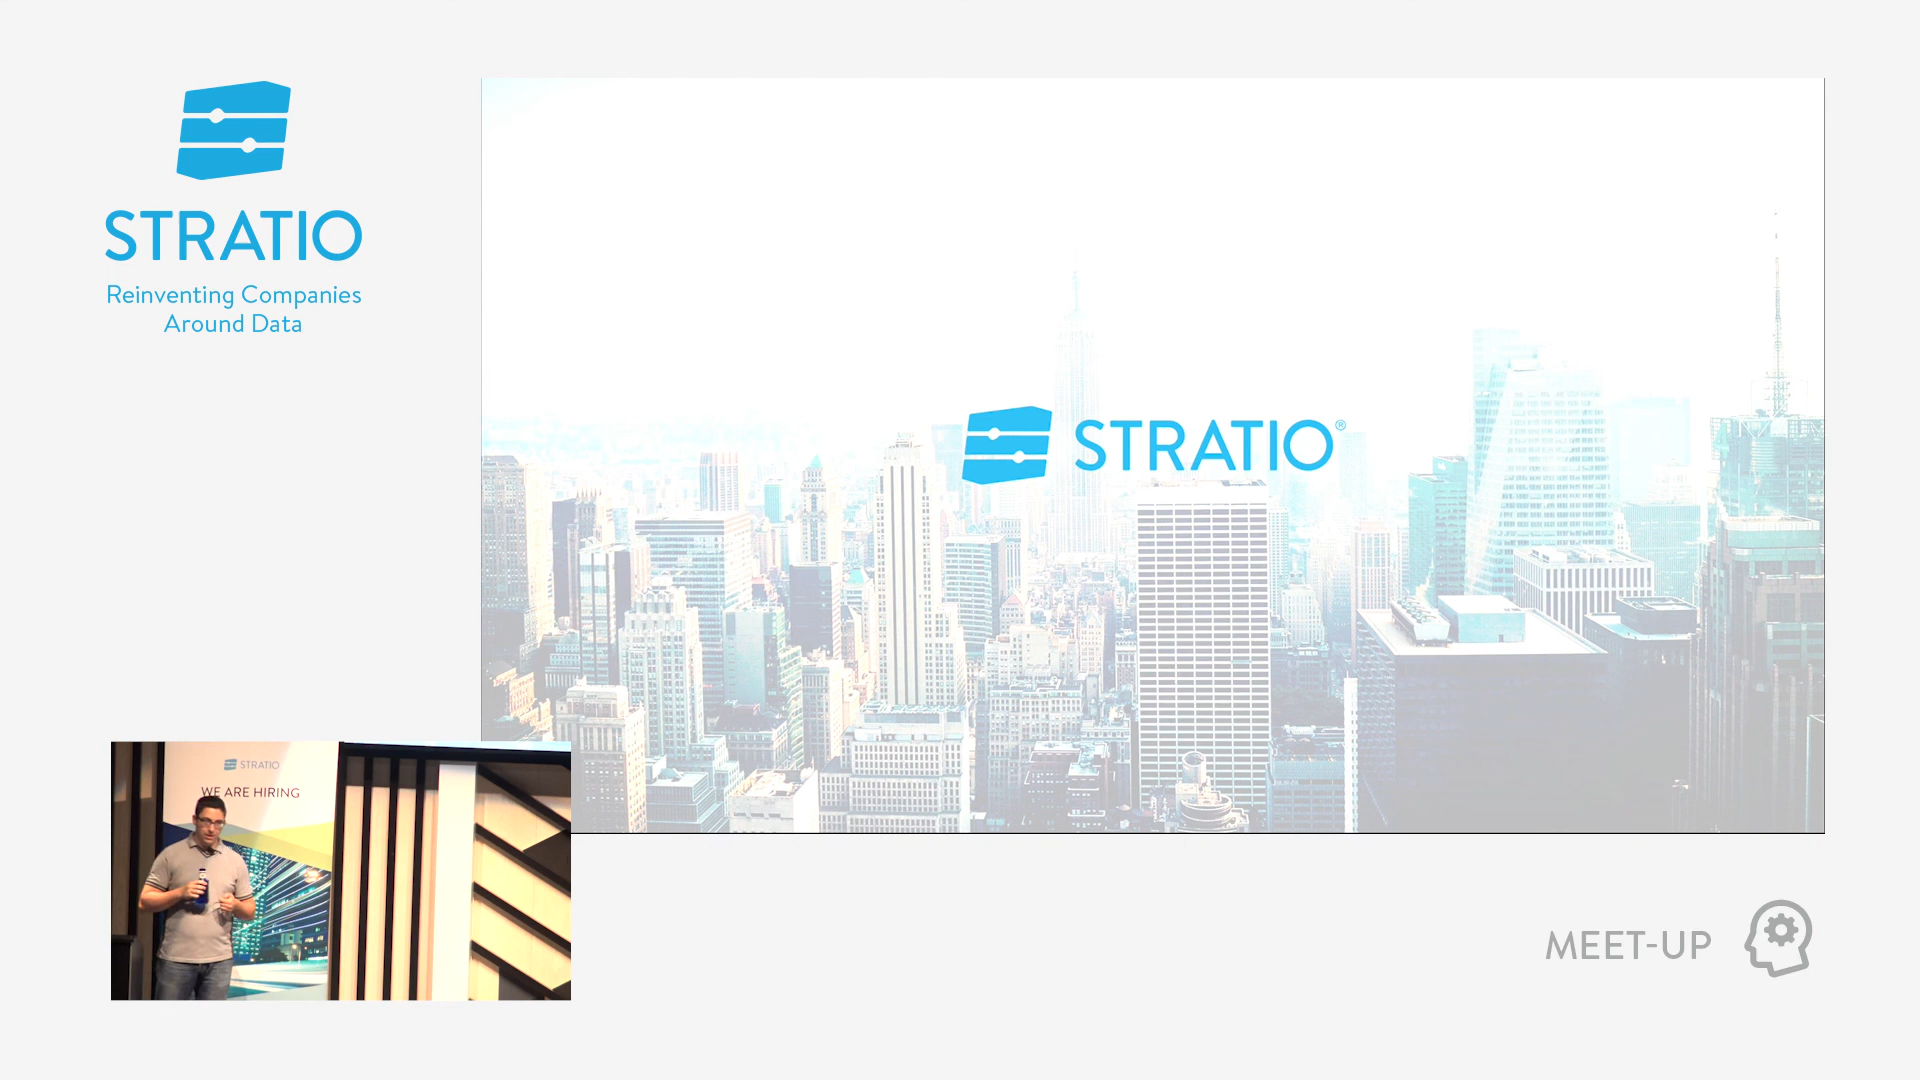 STRATIO
Reinventing Companies
Around Data
STRATIO®
STRATIO
WE ARE HIRING
MEET-UP